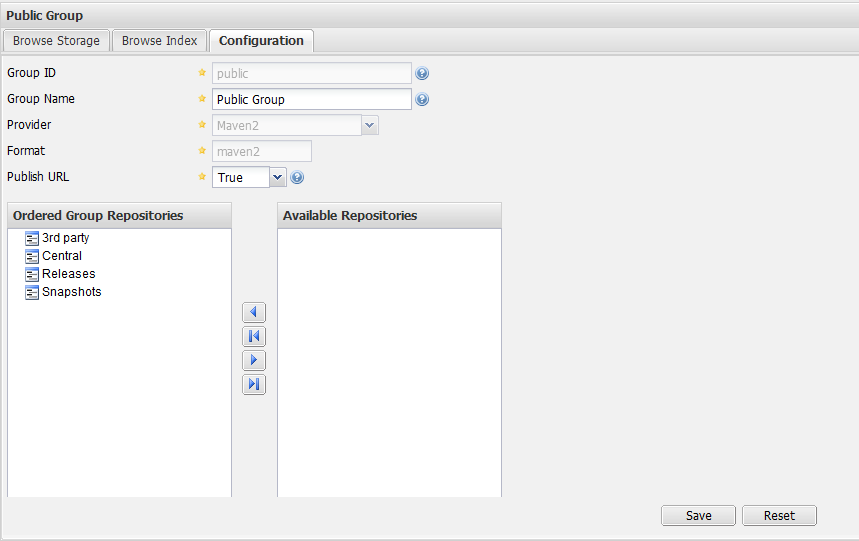 Public Group
Browse Storage Browse Index Configuration
Group ID public
Group Name Public Group
Provider Maven2
Format maven2
Publish URL True
Ordered Group Repositories Available Repositories
3rd party
Central
Releases
Snapshots
Save Reset